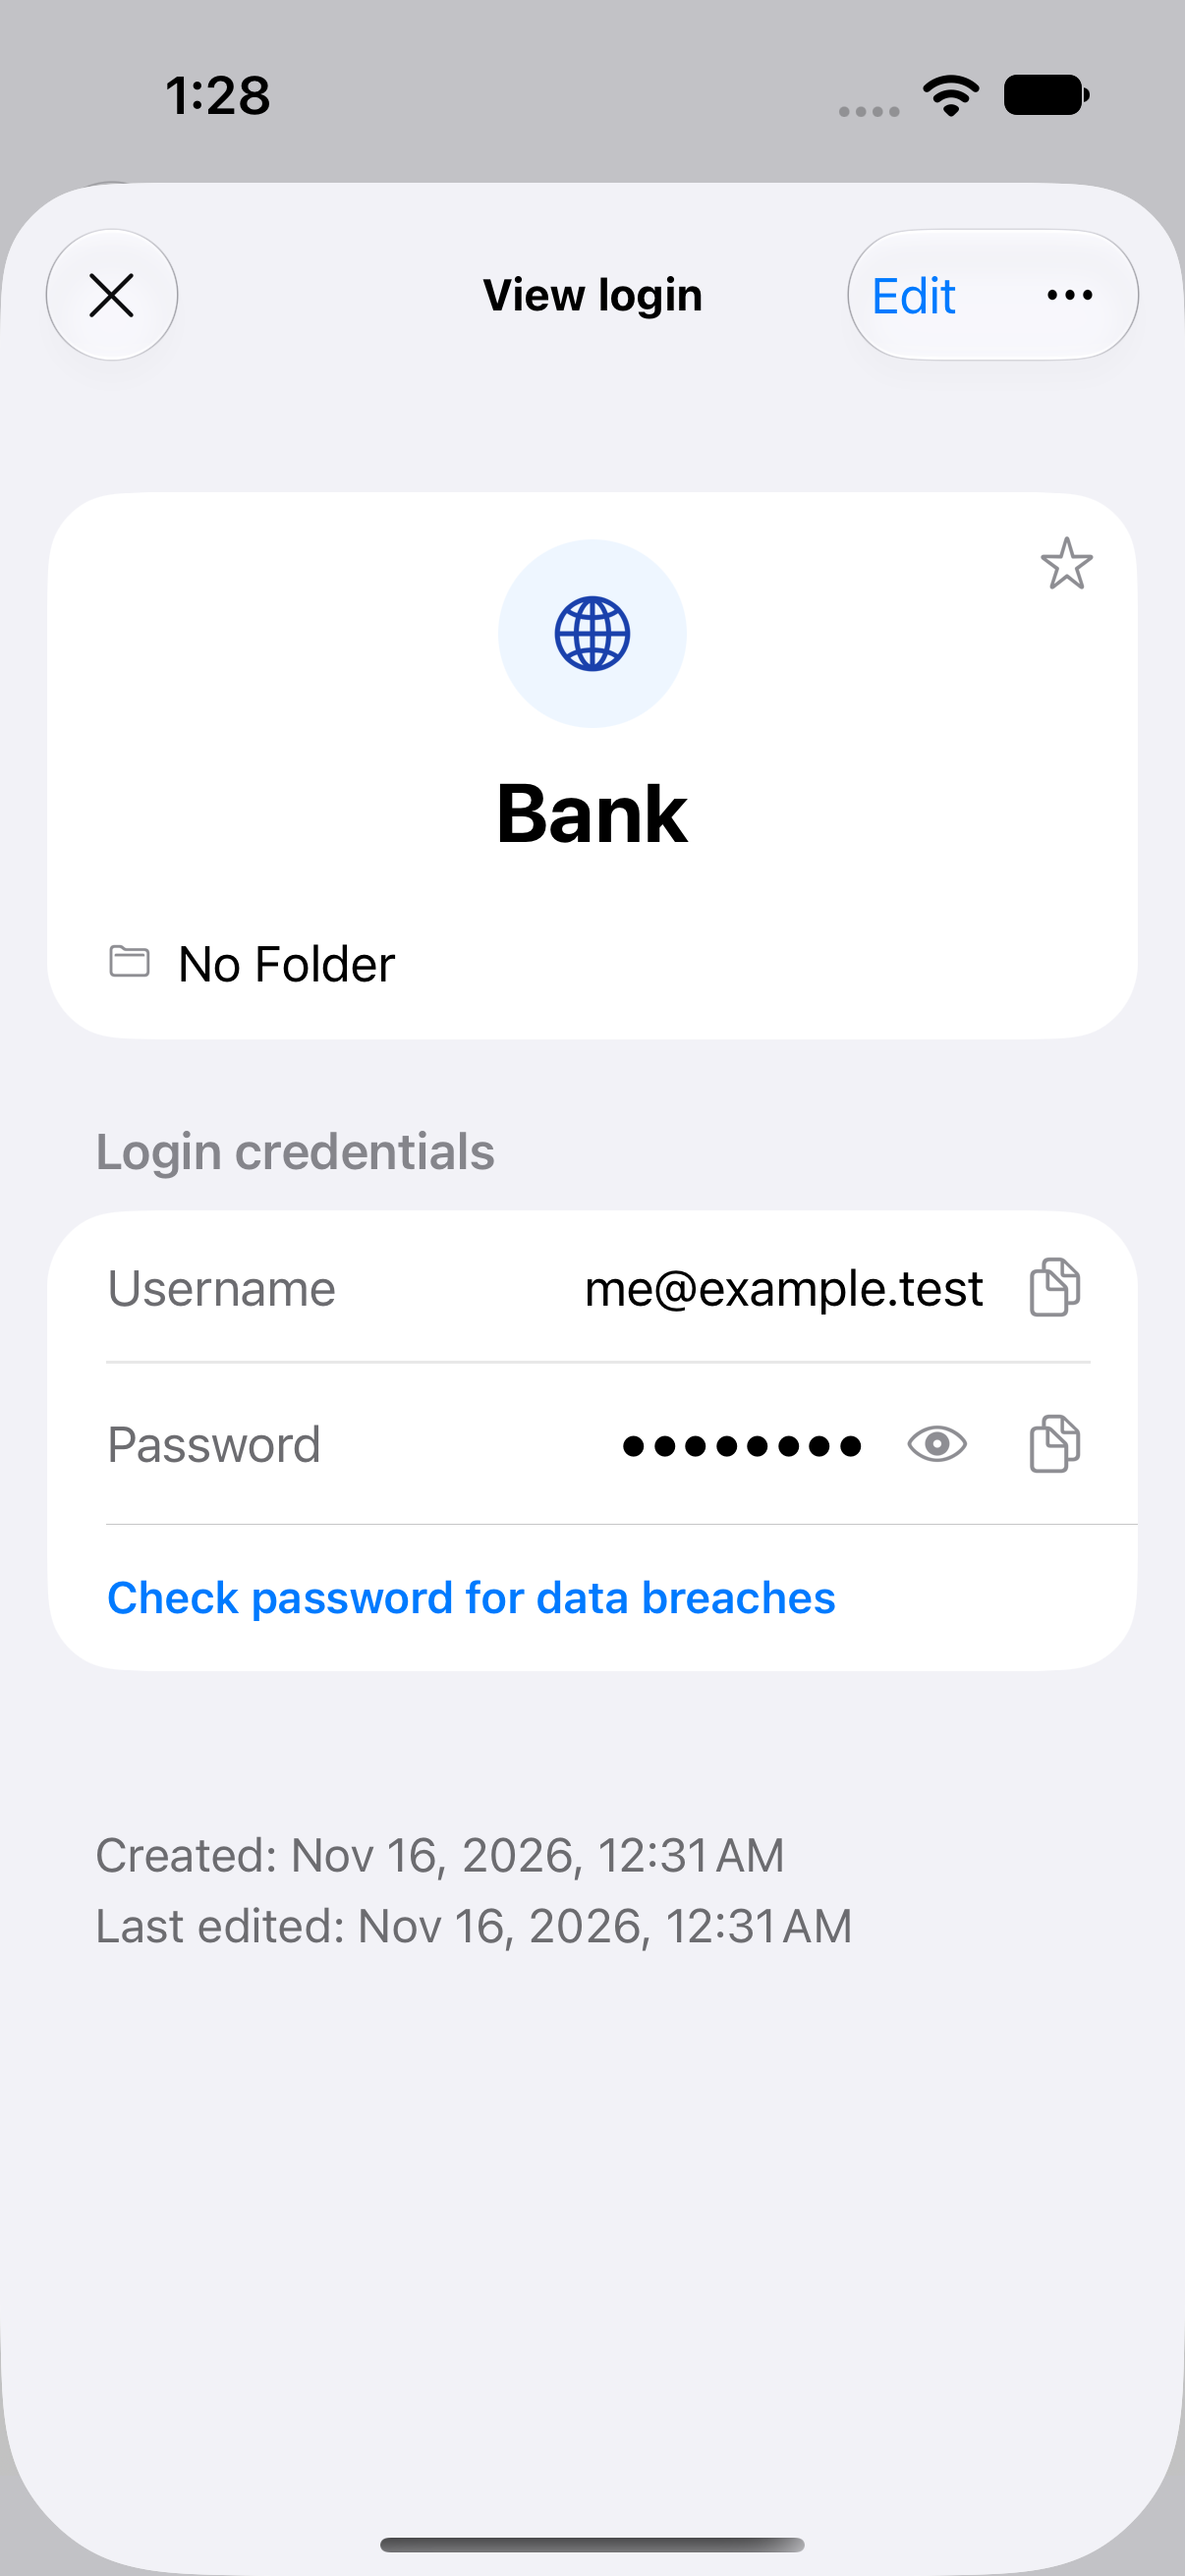 1:28
View login
Edit
Bank
No Folder
Login credentials
Username
me@example.test
Password
••••••••
Check password for data breaches
Created: Nov 16, 2026, 12:31 AM
Last edited: Nov 16, 2026, 12:31 AM